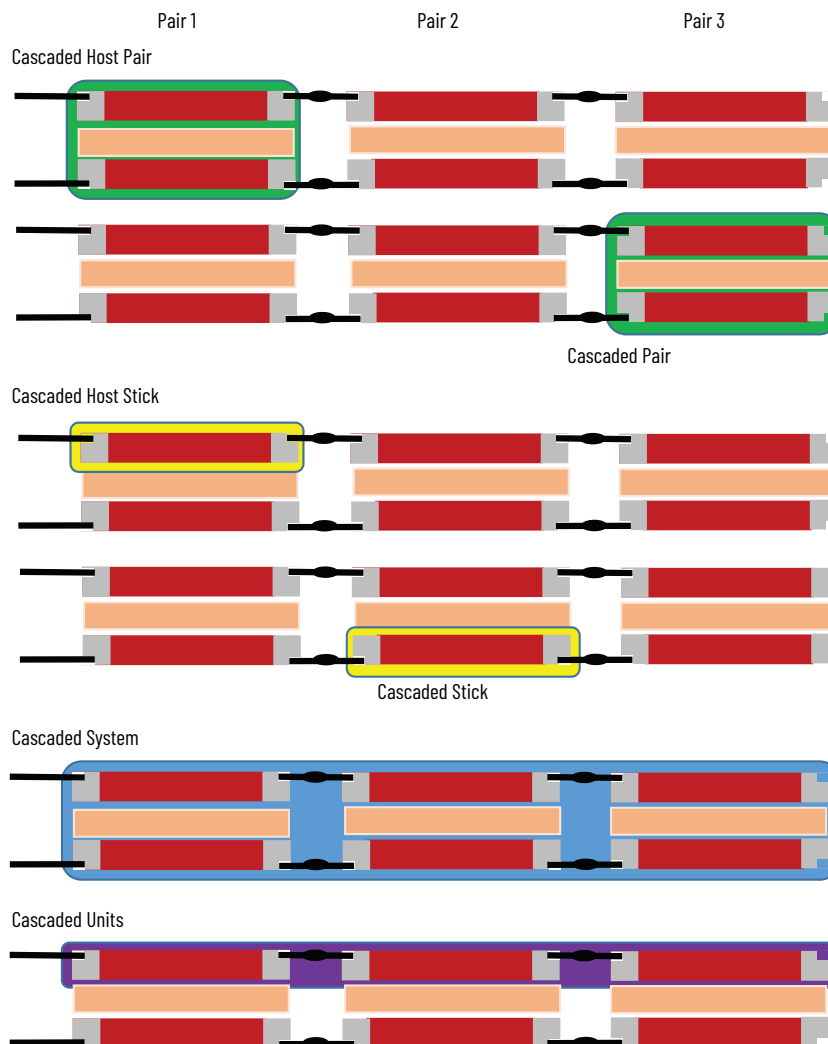 Pair 1
Pair 2
Pair 3
Cascaded Host Pair
Cascaded Pair
Cascaded Host Stick
Cascaded Stick
Cascaded System
Cascaded Units